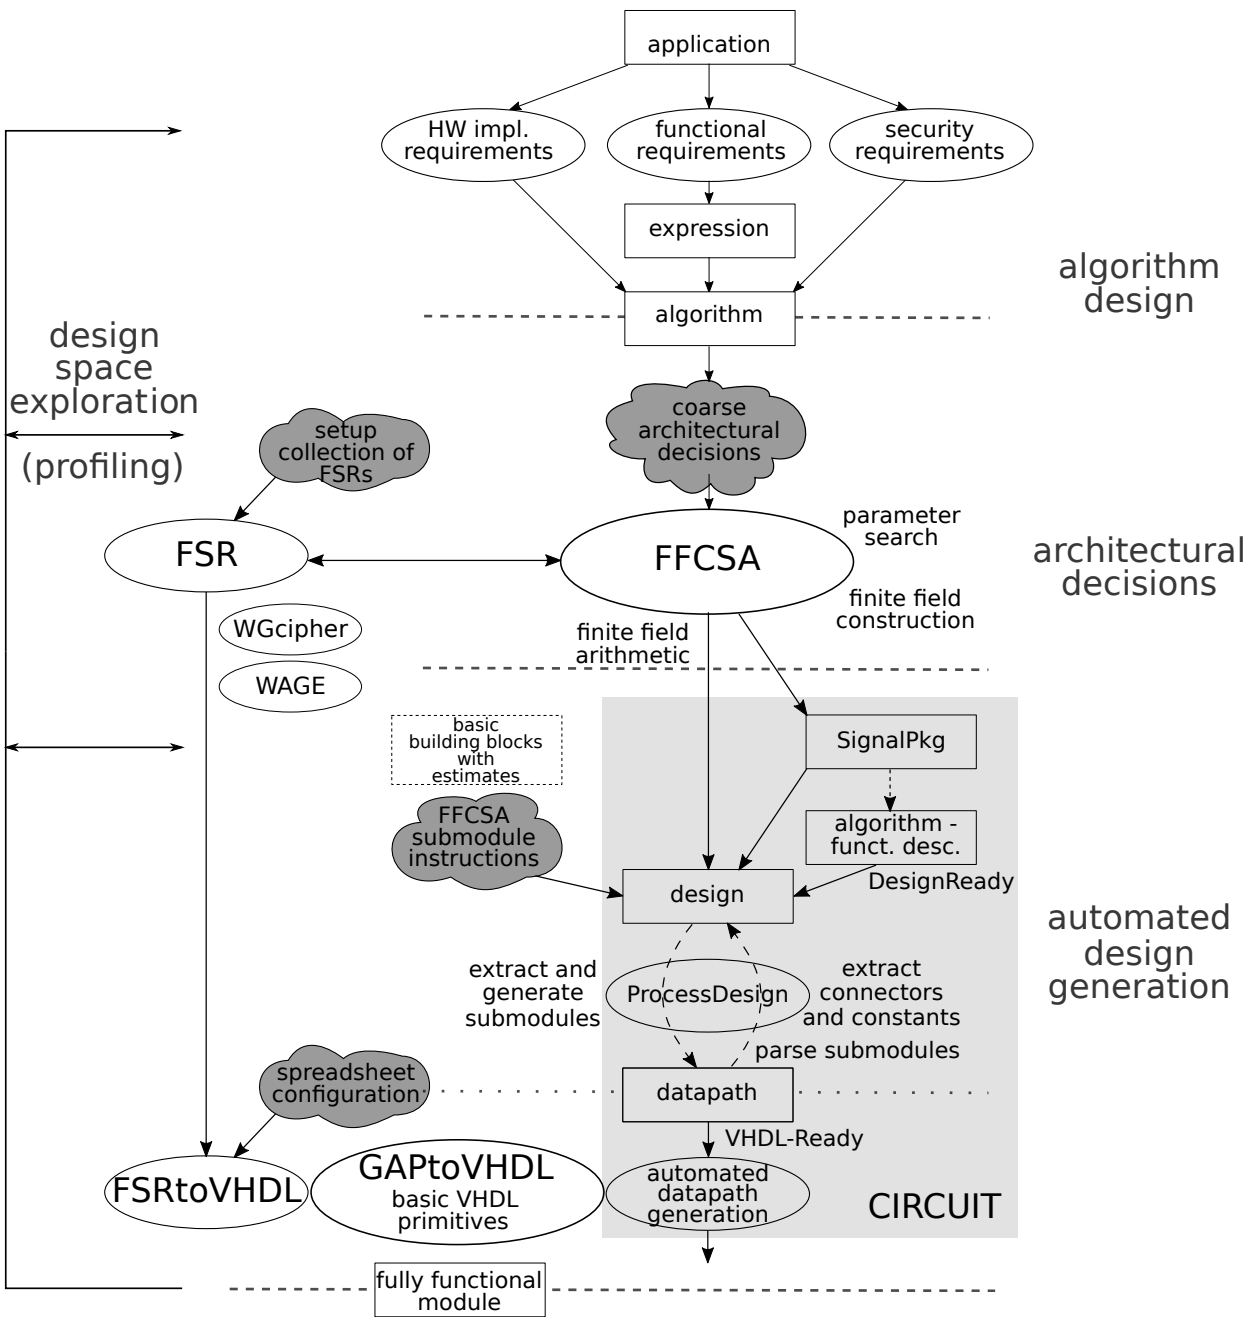 application
HW impl.
requirements
functional
requirements
security
requirements
expression
algorithm
design
algorithm
design
space
exploration
(profiling)
coarse
architectural
decisions
setup
collection of
FSRs
parameter
search
FSR
FFCSA
architectural
decisions
finite field
construction
WGcipher
finite field
arithmetic
WAGE
basic
building blocks
with
estimates
SignalPkg
FFCSA
submodule
instructions
algorithm -
funct. desc.
DesignReady
design
automated
design
generation
extract and
generate
submodules
ProcessDesign
extract
connectors
and constants
parse submodules
spreadsheet
configuration
datapath
VHDL-Ready
FSRtoVHDL
GAPtoVHDL
basic VHDL
primitives
automated
datapath
generation
CIRCUIT
fully functional
module